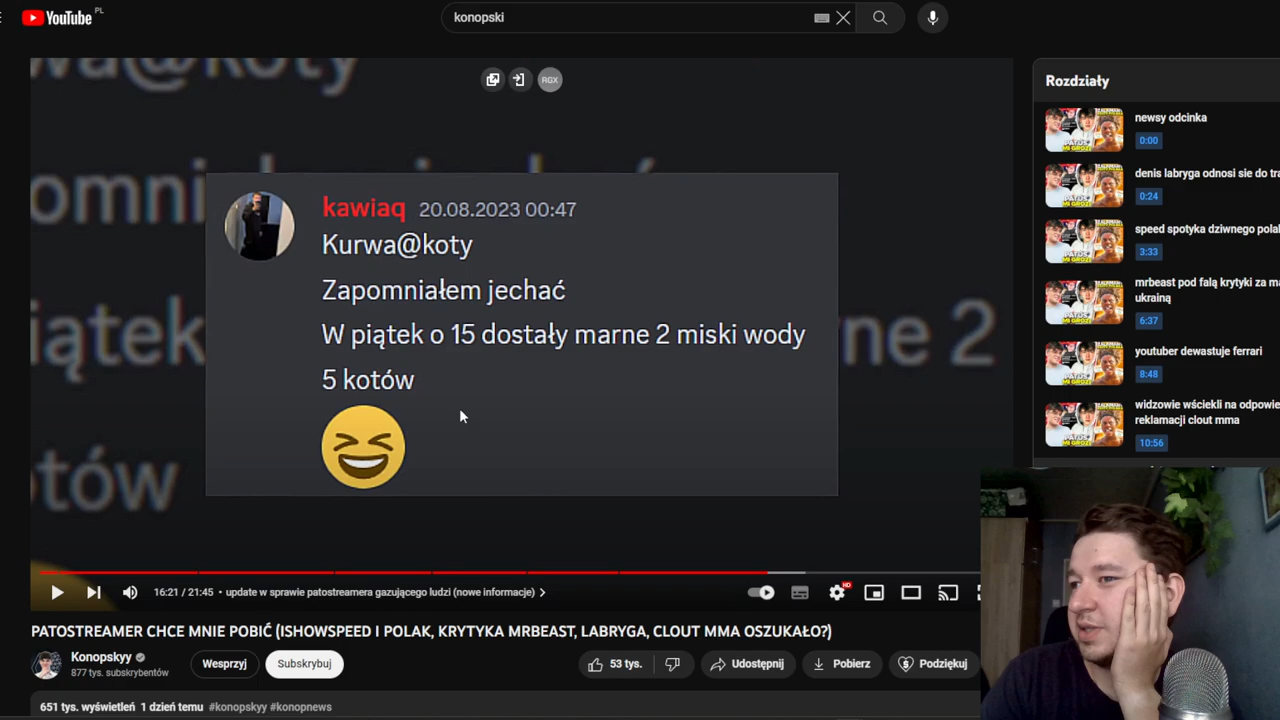 YouTube PL
konopski
RGX
Rozdziały
newsy odcinka
0:00
denis labryga odnosi sie do
0:24
speed spotyka dziwnego
3:33
mrbeast pod falą krytyki za
ukrainą
6:37
youtuber dewastuje ferrari
8:48
widzowie wściekli na
reklamacji clout mma
10:56
kawiaq 20.08.2023 00:47
Kurwa@koty
Zapomniałem jechać
W piątek o 15 dostały marne 2 miski wody
5 kotów
16:21 / 21:45 • update w sprawie patostreamera gazującego ludzi (nowe informacje)
HD
PATOSTREAMER CHCE MNIE POBIĆ (ISHOWSPEED I POLAK, KRYTYKA MRBEAST, LABRYGA, CLOUT MMA OSZUKAŁO?)
Konopskyy
877 tys. subskrybentów
Wesprzyj
Subskrybuj
53 tys.
Udostępnij
Pobierz
Podziękuj
651 tys. wyświetleń 1 dzień temu #konopskyy #konopnews